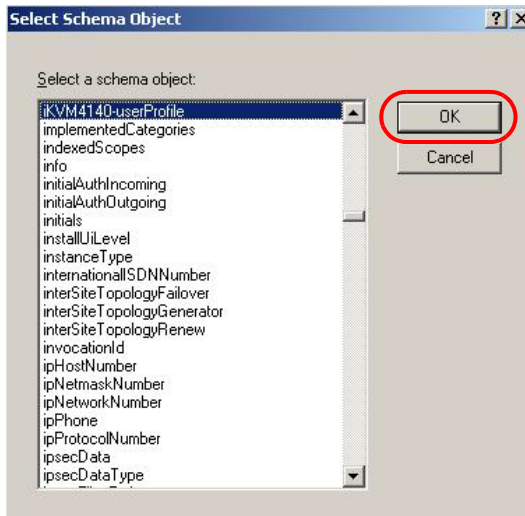 Select Schema Object
Select a schema object:
iKVM4140-userProfile
implementedCategories
indexedScopes
info
initialAuthIncoming
initialAuthOutgoing
initials
installUiLevel
instanceType
internationalISDNNumber
interSiteTopologyFailover
interSiteTopologyGenerator
interSiteTopologyRenew
invocationId
ipHostNumber
ipNetmaskNumber
ipNetworkNumber
ipPhone
ipProtocolNumber
ipsecData
ipsecDataType
OK
Cancel